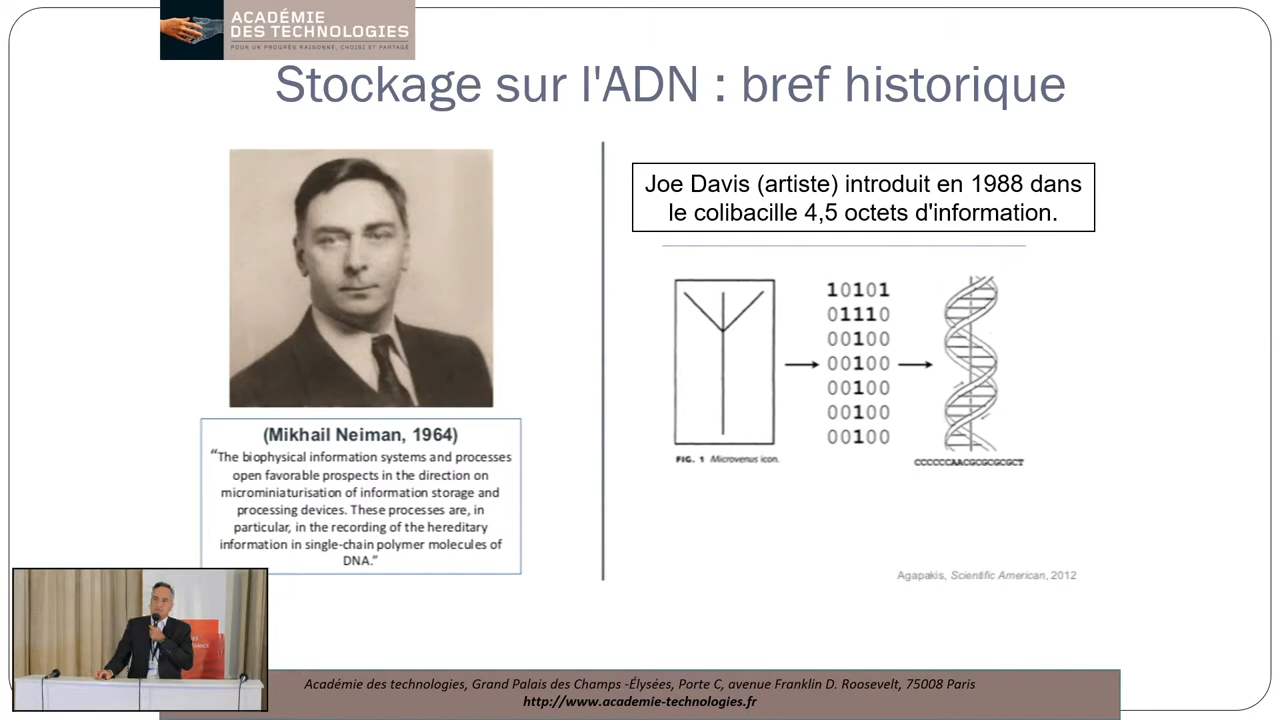 ACADÉMIE
DES TECHNOLOGIES
POUR UN PROGRÈS RAISONNÉ, CHOISI ET PARTAGÉ
Stockage sur l'ADN : bref historique
(Mikhail Neiman, 1964)
“The biophysical information systems and processes
open favorable prospects in the direction on
microminiaturisation of information storage and
processing devices. These processes are, in
particular, in the recording of the hereditary
information in single-chain polymer molecules of
DNA.”
Joe Davis (artiste) introduit en 1988 dans
le colibacille 4,5 octets d'information.
10101
01110
00100
00100
00100
00100
00100
FIG. 1 Microvenus icon.
CCCCCCAACGCGCGCGCT
Agapakis, Scientific American, 2012
Académie des technologies, Grand Palais des Champs -Élysées, Porte C, avenue Franklin D. Roosevelt, 75008 Paris
http://www.academie-technologies.fr